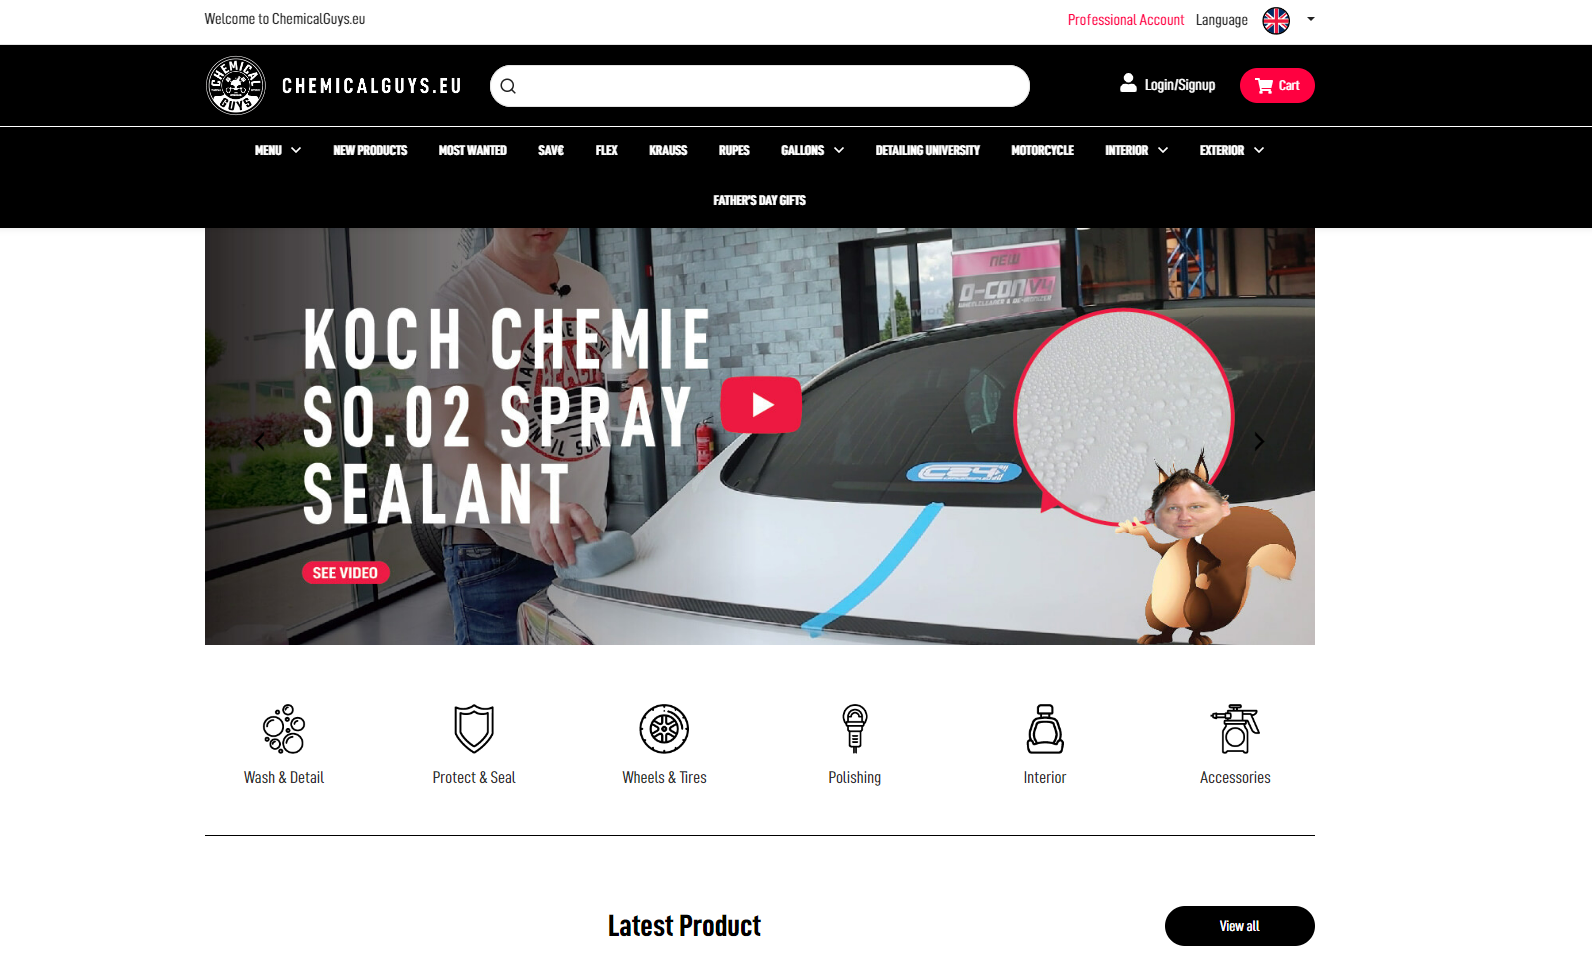 Welcome to ChemicalGuys.eu
Professional Account Language
CHEMICAL GUYS
CHEMICALGUYS.EU
Login/Signup
Cart
MENU NEW PRODUCTS MOST WANTED SAV€ FLEX KRAUSS RUPES GALLONS DETAILING UNIVERSITY MOTORCYCLE INTERIOR EXTERIOR
FATHER'S DAY GIFTS
NEW
D-CONV4
KOCH CHEMIE
SO.02 SPRAY
SEALANT
SEE VIDEO
Wash & Detail Protect & Seal Wheels & Tires Polishing Interior Accessories
Latest Product
View all